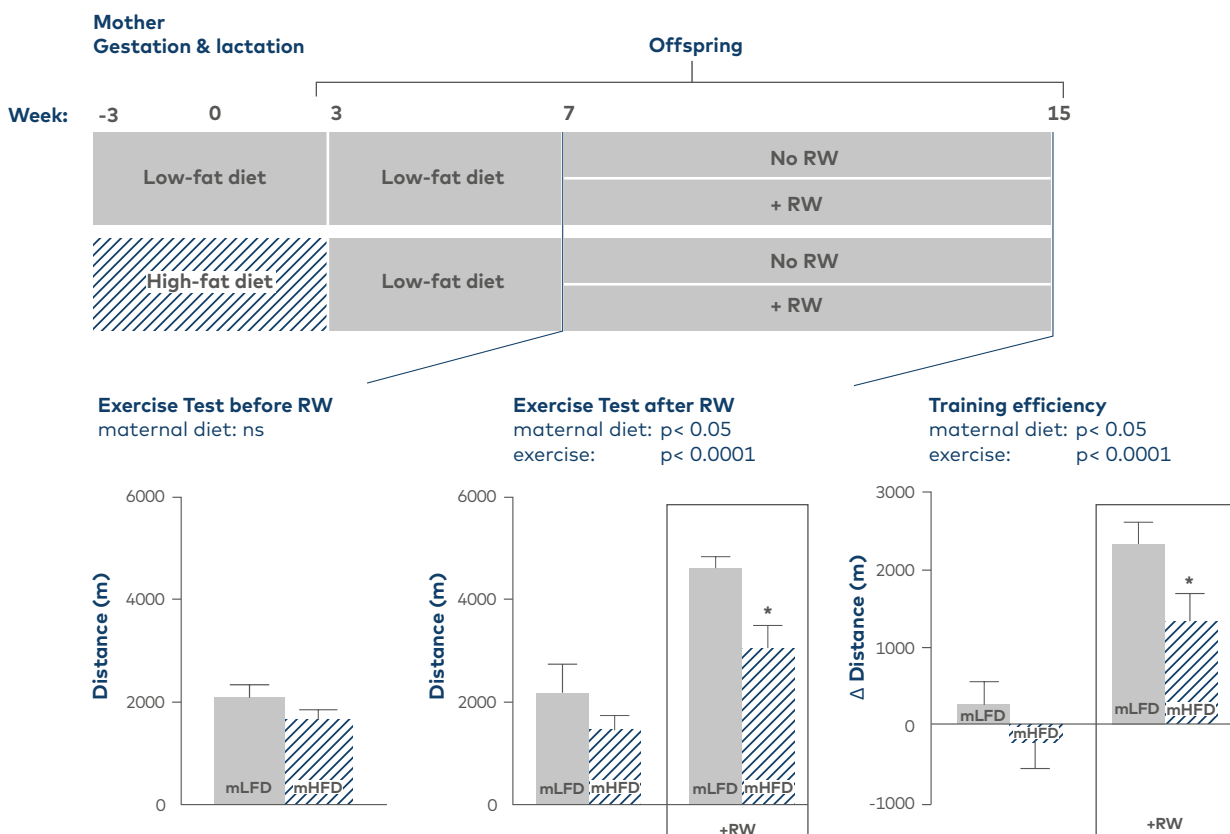 Mother
Gestation & lactation
Offspring
Week: -3 0 3 7 15
Low-fat diet
Low-fat diet
No RW
+ RW
High-fat diet
Low-fat diet
No RW
+ RW
Exercise Test before RW
maternal diet: ns
Distance (m)
6000
4000
2000
0
mLFD
mHFD
Exercise Test after RW
maternal diet: p< 0.05
exercise: p< 0.0001
Distance (m)
6000
4000
2000
0
mLFD
mHFD
mLFD
*
mHFD
+RW
Training efficiency
maternal diet: p< 0.05
exercise: p< 0.0001
Δ Distance (m)
3000
2000
1000
0
-1000
mLFD
mHFD
mLFD
*
mHFD
+RW